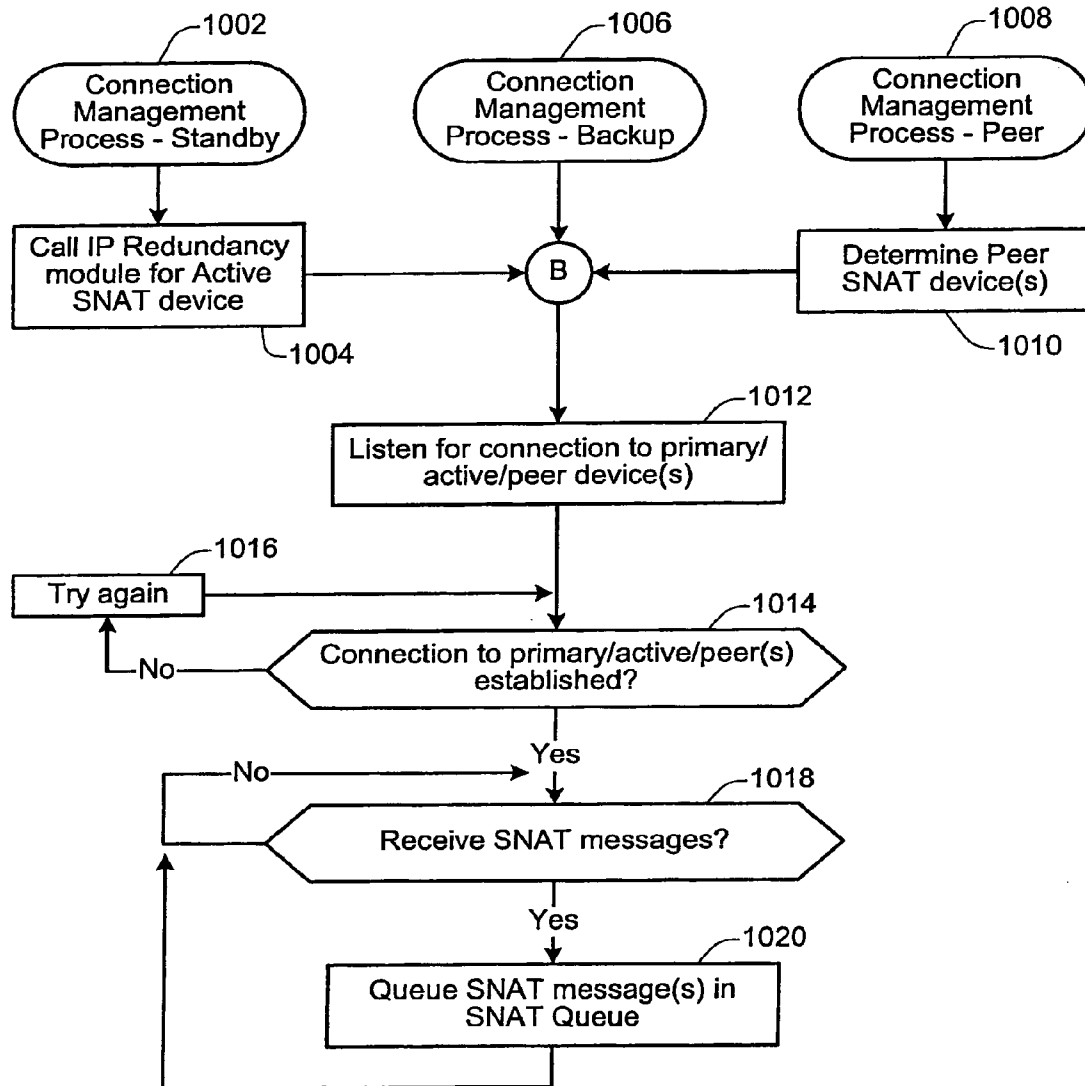 1002
Connection
Management
Process - Standby
1006
Connection
Management
Process - Backup
1008
Connection
Management
Process - Peer
Call IP Redundancy
module for Active
SNAT device
1004
B
Determine Peer
SNAT device(s)
1010
1012
Listen for connection to primary/
active/peer device(s)
1016
Try again
1014
Connection to primary/active/peer(s)
established?
No
Yes
No
1018
Receive SNAT messages?
Yes
1020
Queue SNAT message(s) in
SNAT Queue